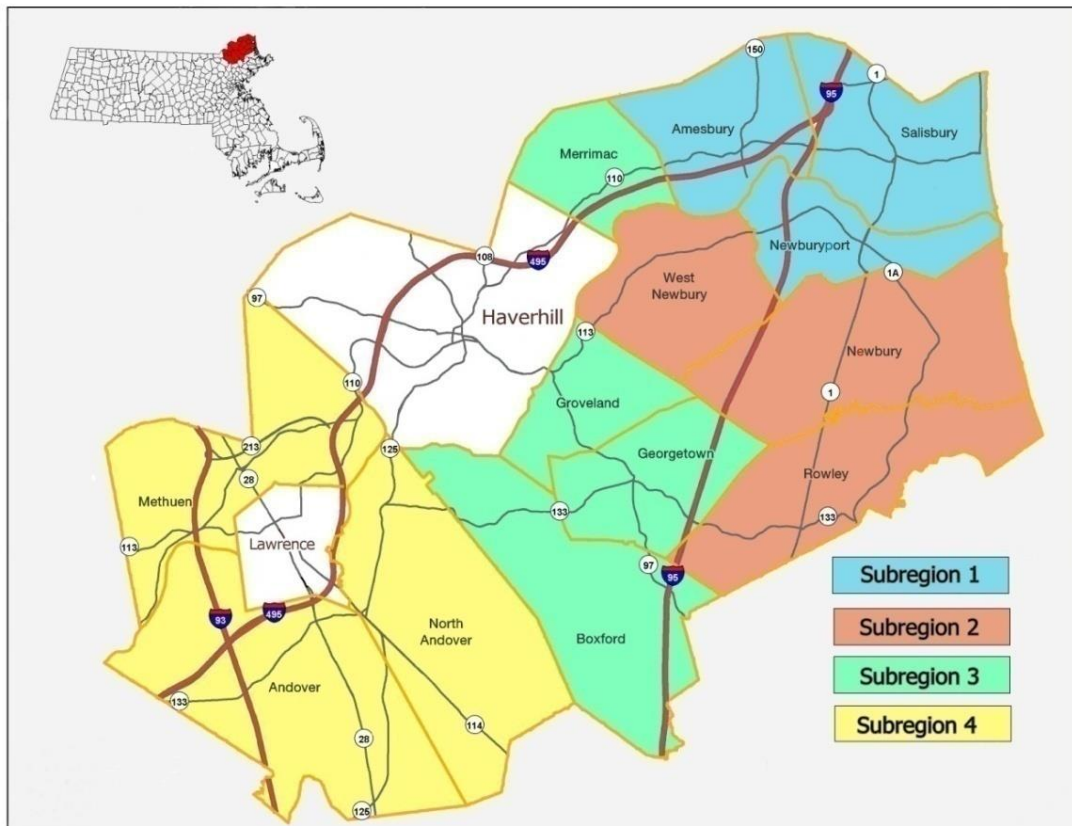 150
1
95
Amesbury
Salisbury
Merrimac
110
Newburyport
108
495
1A
West
Newbury
97
Haverhill
113
Newbury
110
1
Groveland
213
125
Georgetown
28
Rowley
Methuen
133
133
113
Lawrence
97
95
Subregion 1
495
93
North
Andover
Subregion 2
Boxford
Subregion 3
Andover
133
114
Subregion 4
28
125